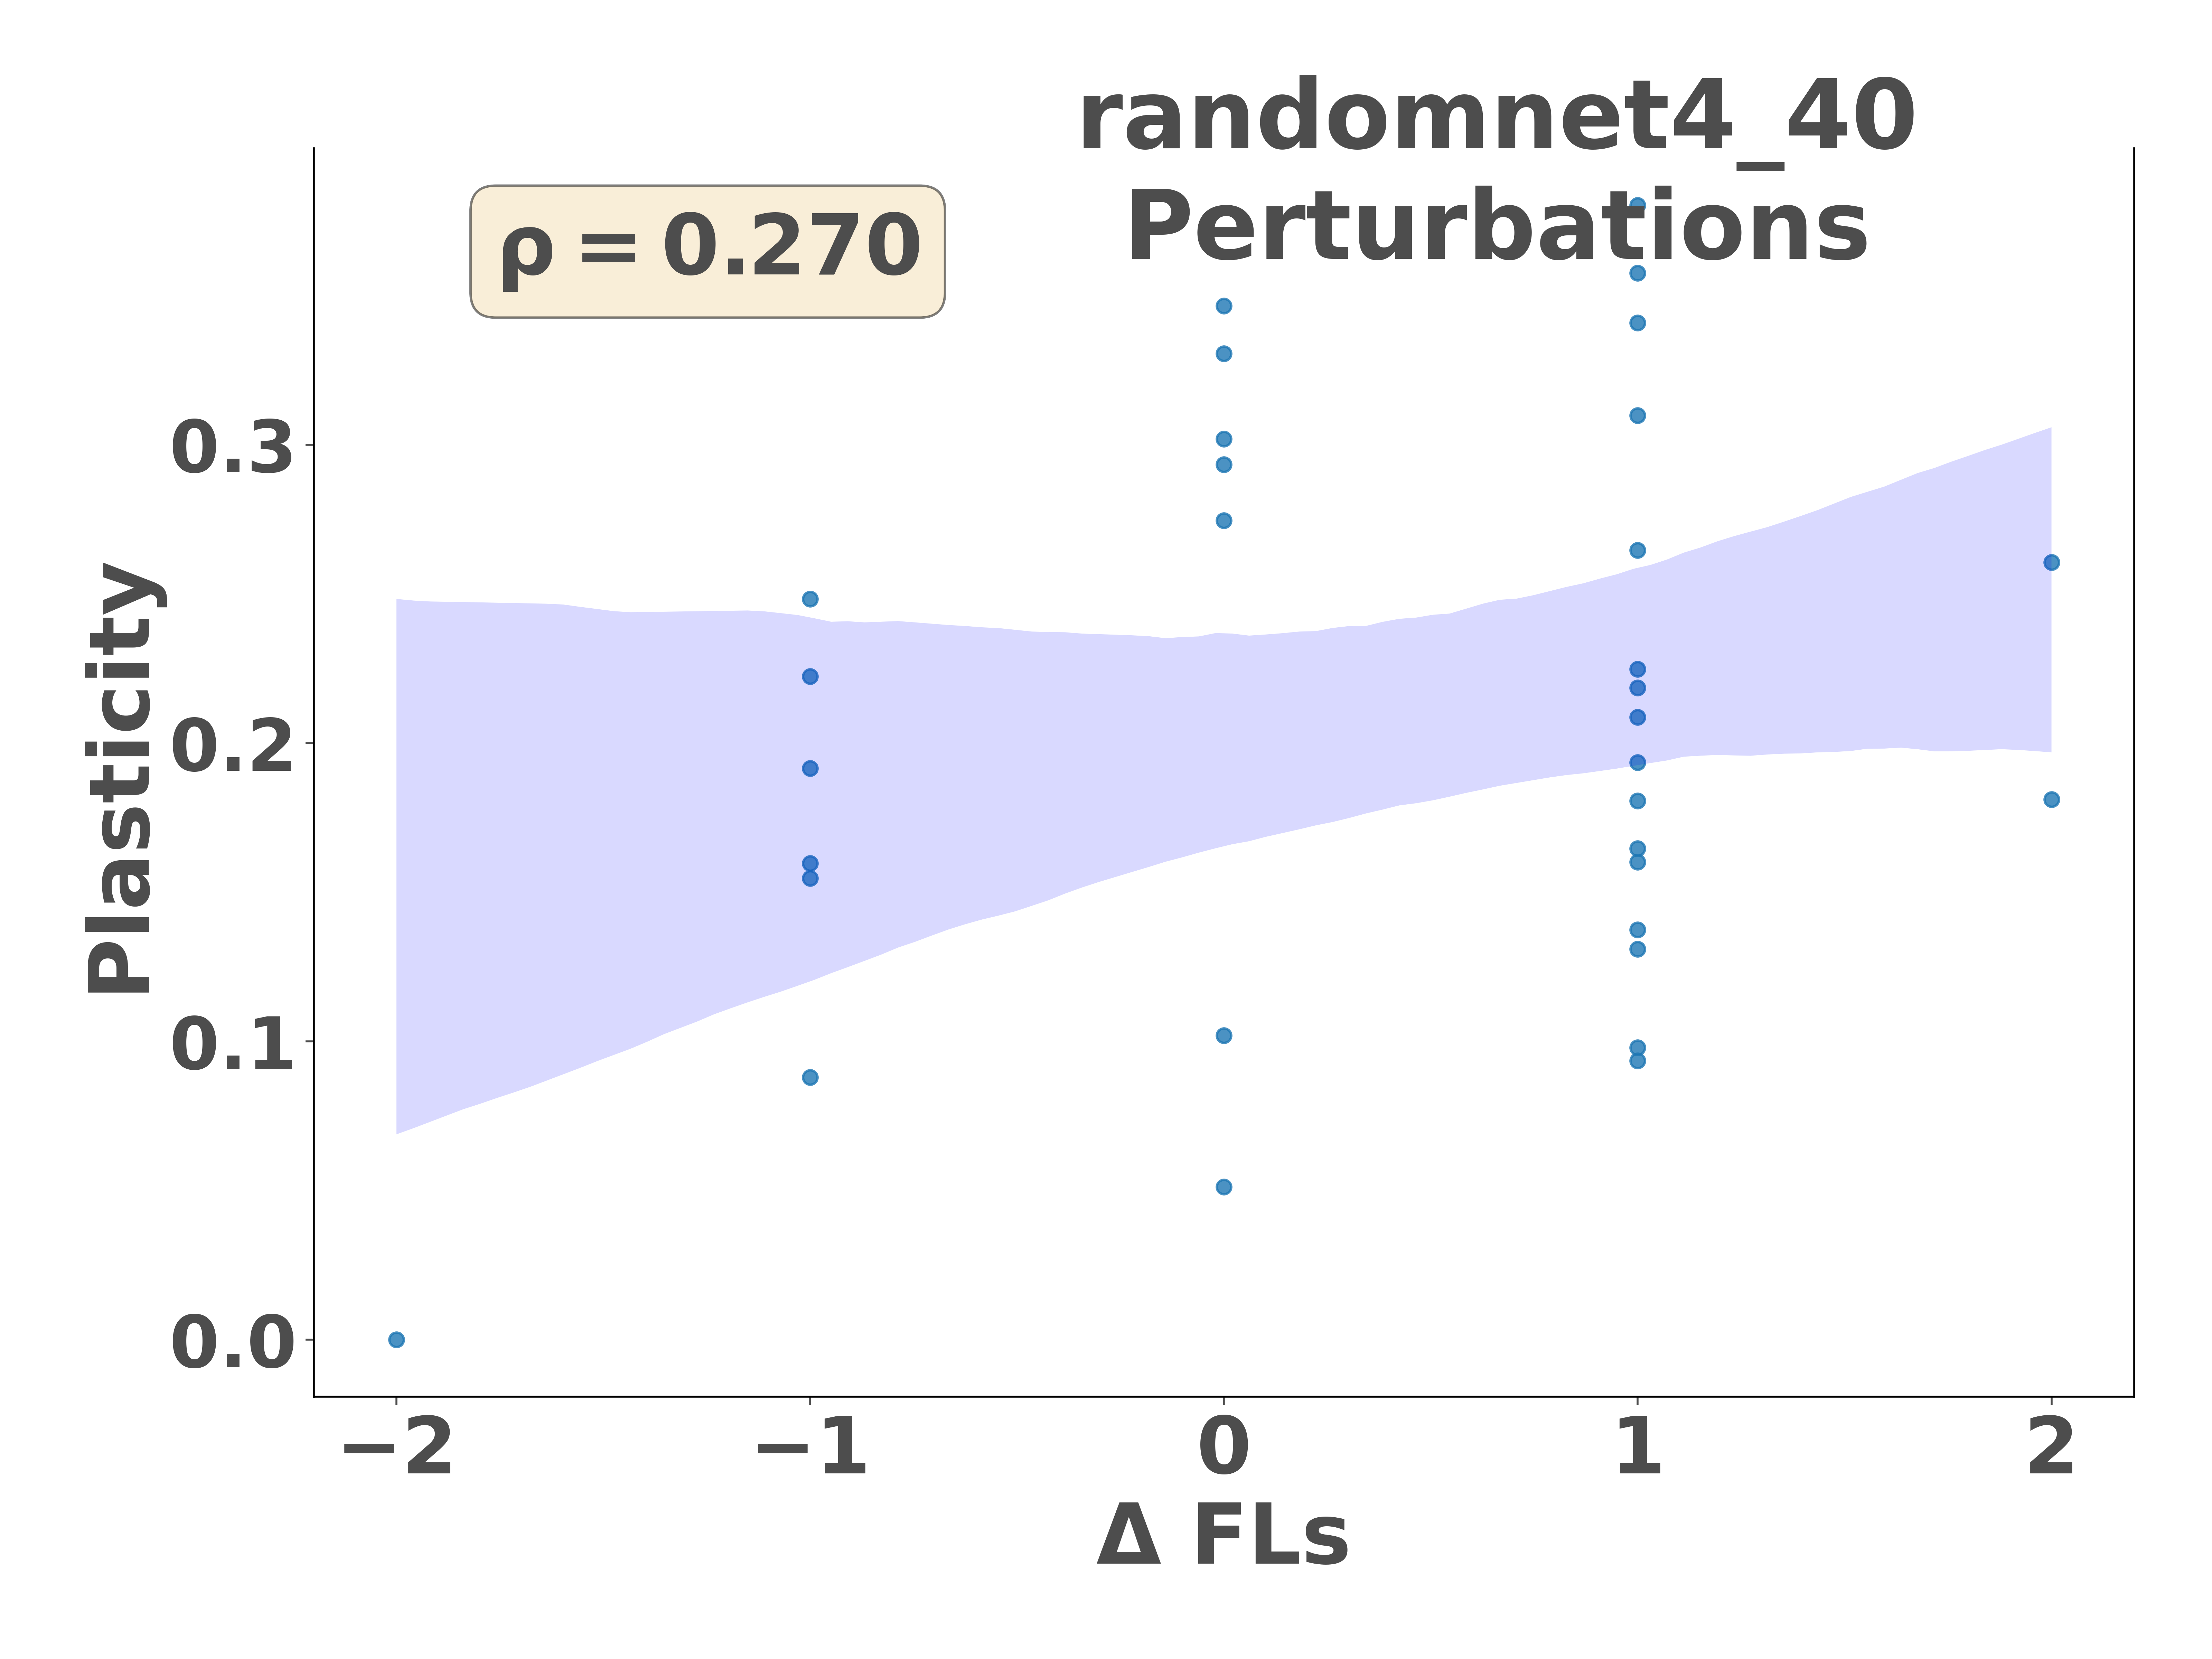 randomnet4_40
Perturbations
ρ = 0.270
Plasticity
0.3
0.2
0.1
0.0
−2
−1
0
1
2
Δ FLs